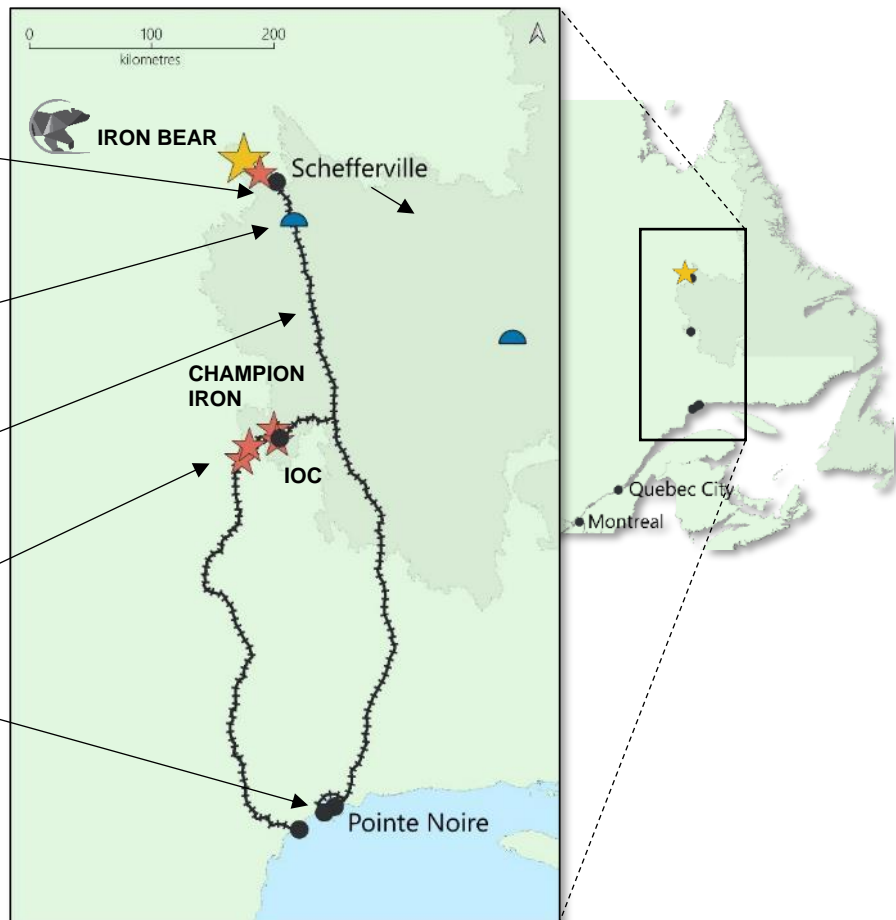 0 100 200
kilometres
IRON BEAR
Schefferville
CHAMPION
IRON
IOC
Pointe Noire
Quebec City
Montreal